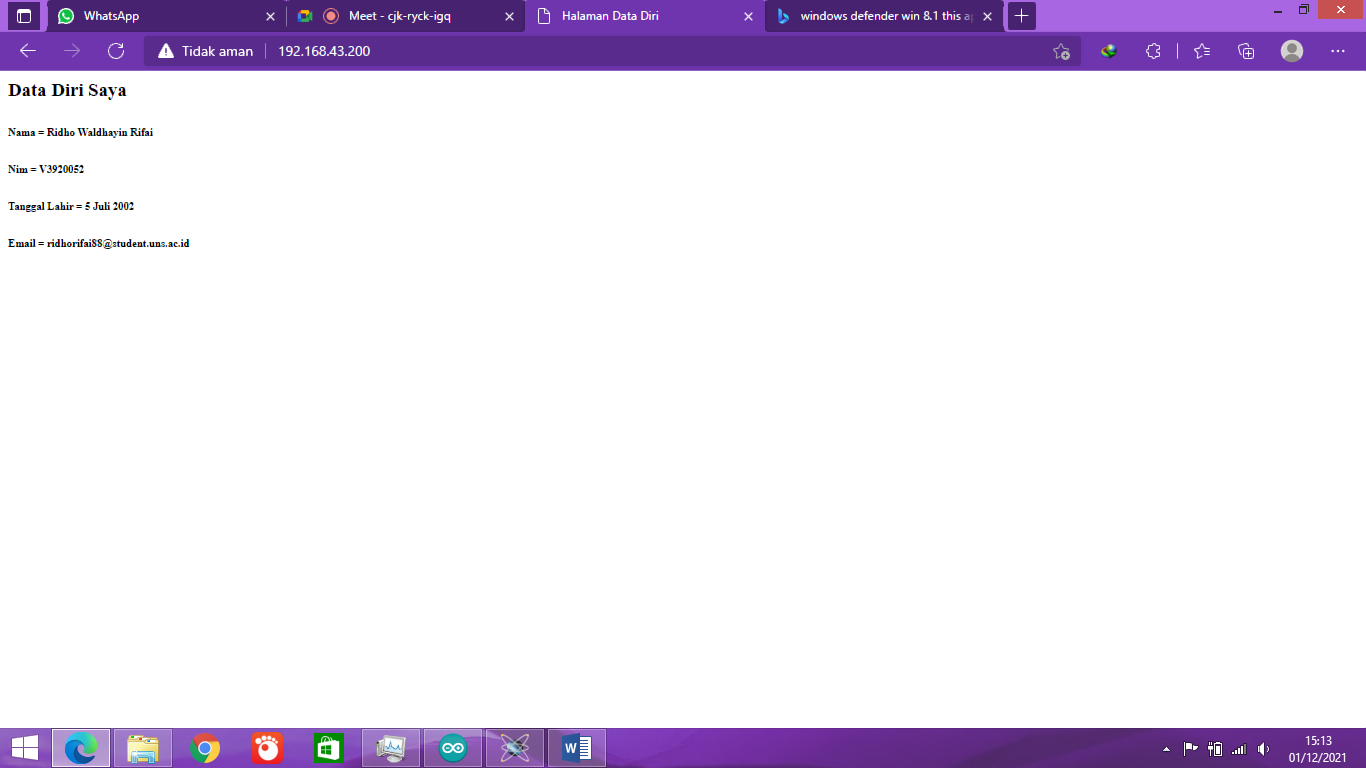 WhatsApp
Meet - cjk-ryck-igq
Halaman Data Diri
windows defender win 8.1 this ap
Tidak aman
192.168.43.200
Data Diri Saya
Nama = Ridho Waldhayin Rifai
Nim = V3920052
Tanggal Lahir = 5 Juli 2002
Email = ridhorifai88@student.uns.ac.id
15:13
01/12/2021